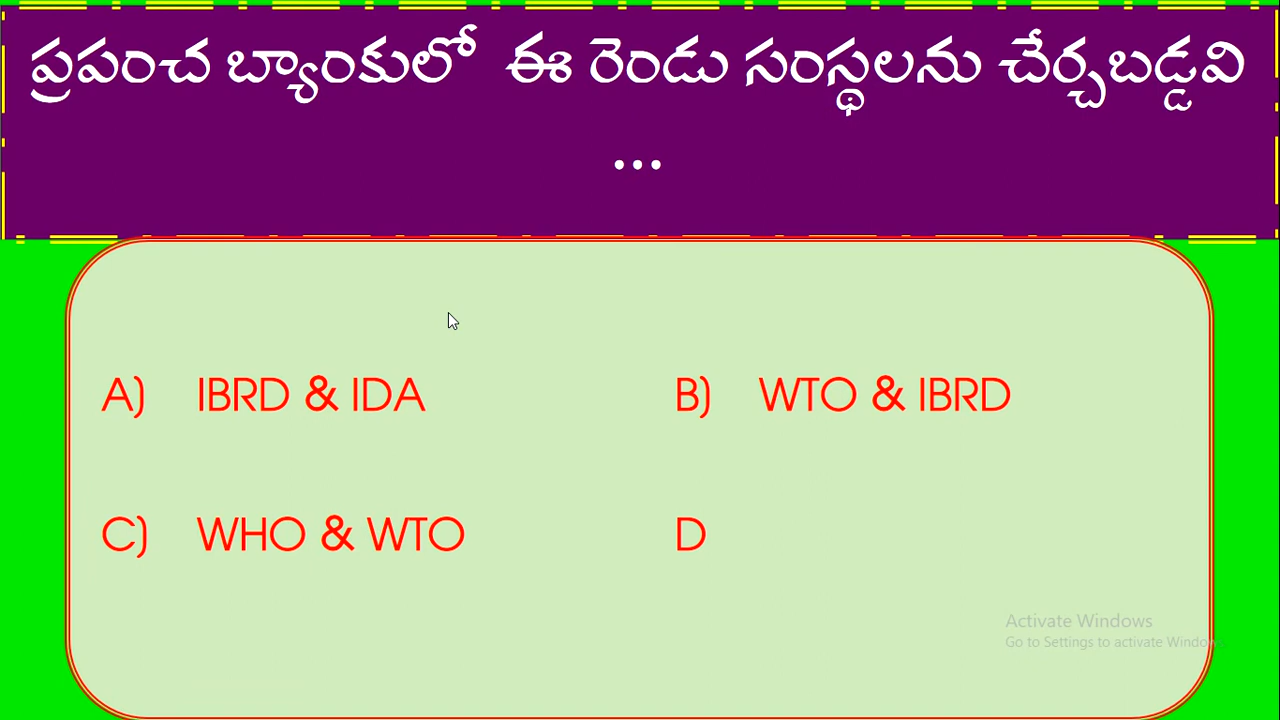 ప్రపంచ బ్యాంకులో ఈ రెండు సంస్థలను చేర్చబడ్డవి
...
A) IBRD & IDA B) WTO & IBRD
C) WHO & WTO D
Activate Windows
Go to Settings to activate Windows.